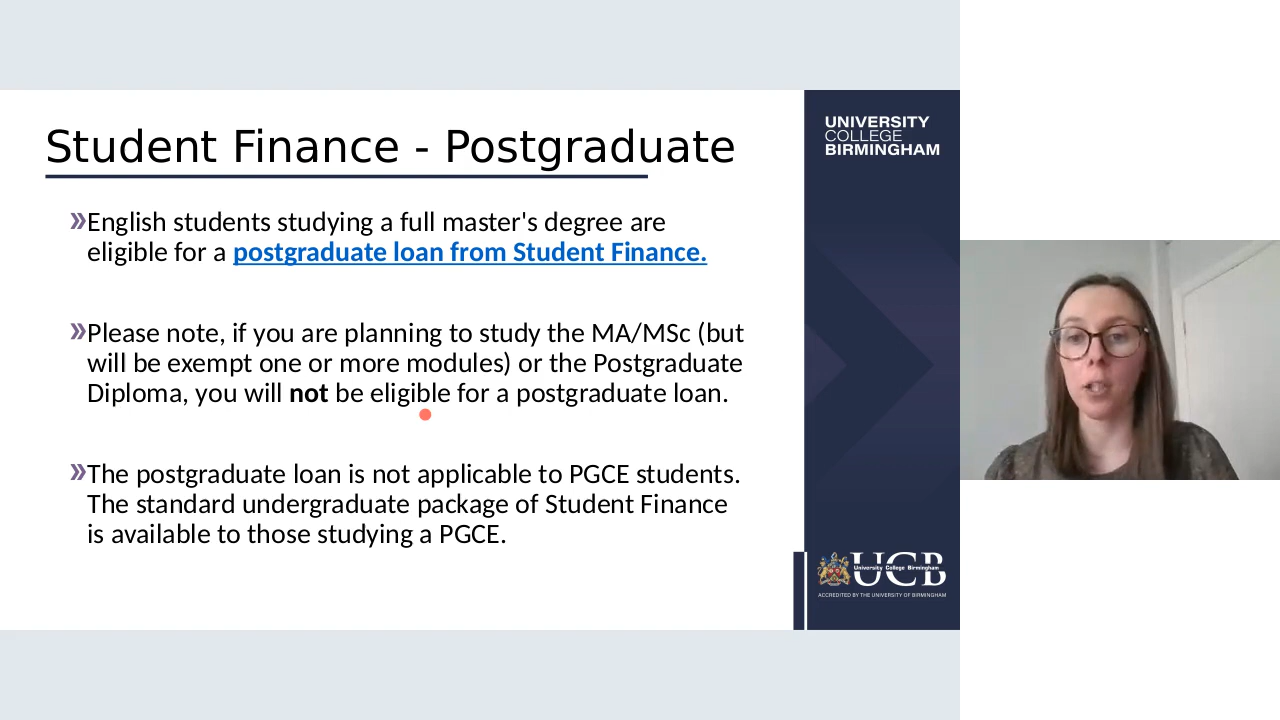 Student Finance - Postgraduate
»English students studying a full master's degree are
eligible for a postgraduate loan from Student Finance.
»Please note, if you are planning to study the MA/MSc (but
will be exempt one or more modules) or the Postgraduate
Diploma, you will not be eligible for a postgraduate loan.
»The postgraduate loan is not applicable to PGCE students.
The standard undergraduate package of Student Finance
is available to those studying a PGCE.
UNIVERSITY
COLLEGE
BIRMINGHAM
UCB
University College Birmingham
ACCREDITED BY THE UNIVERSITY OF BIRMINGHAM